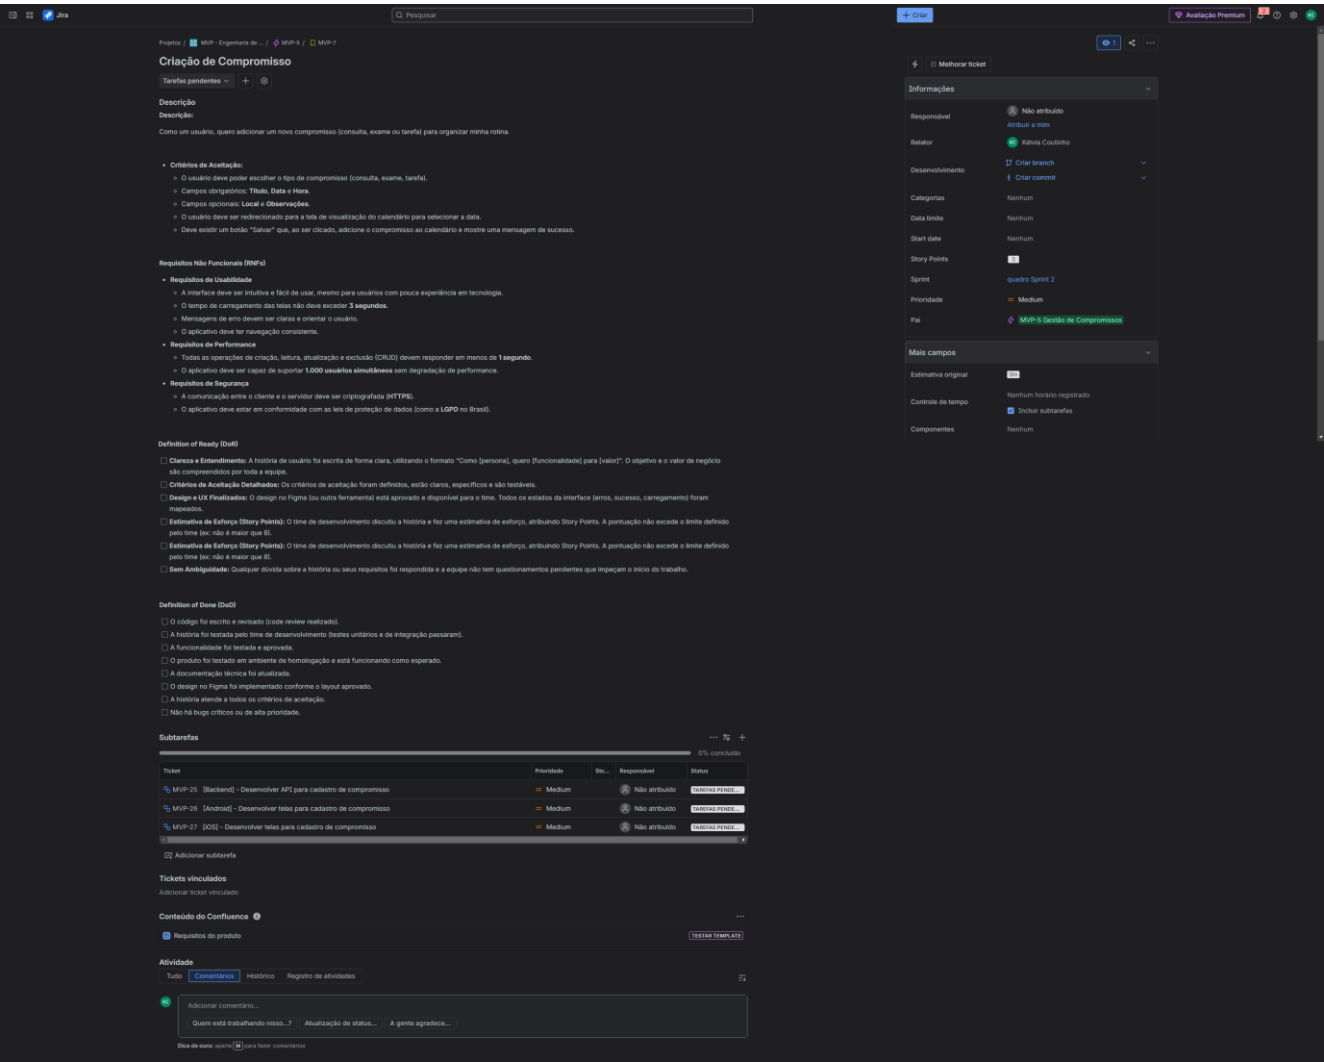 Jira
Pesquisar
+ Criar
Avaliação Premium
Projetos / MVP - Engenharia de ... / MVP-5 / MVP-7
1
Criação de Compromisso
Melhorar ticket
Tarefas pendentes
Descrição
Descrição:
Como um usuário, quero adicionar um novo compromisso (consulta, exame ou tarefa) para organizar minha rotina.
• Critérios de Aceitação:
O usuário deve poder escolher o tipo de compromisso (consulta, exame, tarefa).
Campos obrigatórios: Título, Data e Hora.
Campos opcionais: Local e Observações.
O usuário deve ser redirecionado para a tela de visualização do calendário para selecionar a data.
Deve existir um botão "Salvar" que, ao ser clicado, adicione o compromisso ao calendário e mostre uma mensagem de sucesso.
Requisitos Não Funcionais (RNFs)
• Requisitos de Usabilidade
A interface deve ser intuitiva e fácil de usar, mesmo para usuários com pouca experiência em tecnologia.
O tempo de carregamento das telas não deve exceder 3 segundos.
Mensagens de erro devem ser claras e orientar o usuário.
O aplicativo deve ter navegação consistente.
• Requisitos de Performance
Todas as operações de criação, leitura, atualização e exclusão (CRUD) devem responder em menos de 1 segundo.
O aplicativo deve ser capaz de suportar 1.000 usuários simultâneos sem degradação de performance.
• Requisitos de Segurança
A comunicação entre o cliente e o servidor deve ser criptografada (HTTPS).
O aplicativo deve estar em conformidade com as leis de proteção de dados (como a LGPD no Brasil).
Definition of Ready (DoR)
Clareza e Entendimento: A história de usuário foi escrita de forma clara, utilizando o formato "Como [persona], quero [funcionalidade] para [valor]". O objetivo e o valor de negócio
são compreendidos por toda a equipe.
Critérios de Aceitação Detalhados: Os critérios de aceitação foram definidos, estão claros, específicos e são testáveis.
Design e UX Finalizados: O design no Figma (ou outra ferramenta) está aprovado e disponível para o time. Todos os estados da interface (erros, sucesso, carregamento) foram
mapeados.
Estimativa de Esforço (Story Points): O time de desenvolvimento discutiu a história e fez uma estimativa de esforço, atribuindo Story Points. A pontuação não excede o limite definido
pelo time (ex: não é maior que 8).
Estimativa de Esforço (Story Points): O time de desenvolvimento discutiu a história e fez uma estimativa de esforço, atribuindo Story Points. A pontuação não excede o limite definido
pelo time (ex: não é maior que 8).
Sem Ambiguidade: Qualquer dúvida sobre a história ou seus requisitos foi respondida e a equipe não tem questionamentos pendentes que impeçam o início do trabalho.
Definition of Done (DoD)
O código foi escrito e revisado (code review realizado).
A história foi testada pelo time de desenvolvimento (testes unitários e de integração passaram).
A funcionalidade foi testada e aprovada.
O produto foi testado em ambiente de homologação e está funcionando como esperado.
A documentação técnica foi atualizada.
O design no Figma foi implementado conforme o layout aprovado.
A história atende a todos os critérios de aceitação.
Não há bugs críticos ou de alta prioridade.
Subtarefas
0% concluído
Ticket Prioridade Sto... Responsável Status
MVP-25 [Backend] - Desenvolver API para cadastro de compromisso Medium Não atribuído TAREFAS PENDE...
MVP-26 [Android] - Desenvolver telas para cadastro de compromisso Medium Não atribuído TAREFAS PENDE...
MVP-27 [iOS] - Desenvolver telas para cadastro de compromisso Medium Não atribuído TAREFAS PENDE...
Adicionar subtarefa
Tickets vinculados
Adicionar ticket vinculado
Conteúdo do Confluence
Requisitos do produto TESTAR TEMPLATE
Atividade
Tudo Comentários Histórico Registro de atividades
KC
Adicionar comentário...
Quem está trabalhando nisso...? Atualização de status... A gente agradece...
Dica de ouro: aperte M para fazer comentários
Informações
Responsável Não atribuído
Atribuir a mim
Relator KC Kélvia Coutinho
Desenvolvimento
Criar branch
Criar commit
Categorias Nenhum
Data limite Nenhum
Start date Nenhum
Story Points
Sprint quadro Sprint 2
Prioridade Medium
Pai MVP-5 Gestão de Compromissos
Mais campos
Estimativa original 0m
Controle de tempo Nenhum horário registrado
Incluir subtarefas
Componentes Nenhum